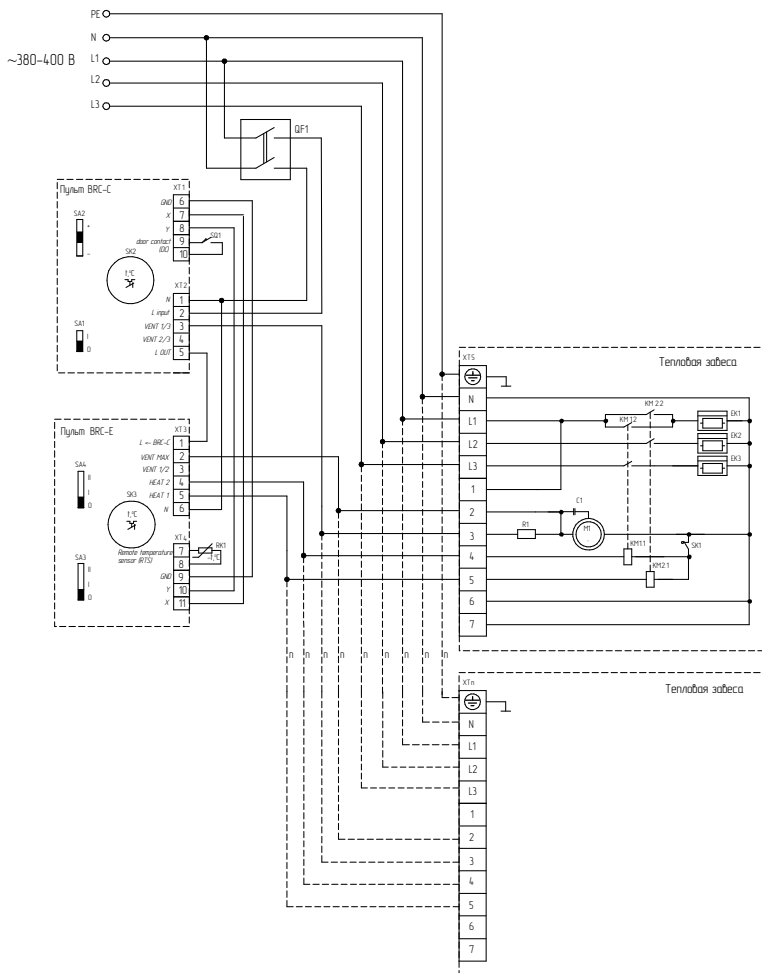 PE
N
~380-400 В
L1
L2
L3
QF1
Пульт BRC-C
XT1
SA2
+
-
GND 6
X 7
Y 8
door contact (DC) 9
10
SQ1
SK2
t,°C
XT2
N 1
L input 2
VENT 1/3 3
VENT 2/3 4
L OUT 5
SA1
I
0
Пульт BRC-E
XT3
L ← BRC-C 1
VENT MAX 2
VENT 1/2 3
HEAT 2 4
HEAT 1 5
N 6
SA4
II
I
0
SK3
t,°C
XT4
Remote temperature
sensor (RTS)
7
8
RK1
-t,°C
GND 9
Y 10
X 11
SA3
II
I
0
XT5
Тепловая завеса
N
L1
L2
L3
1
2
3
4
5
6
7
KM2.2
KM1.2
EK1
EK2
EK3
C1
R1
M1
KM1.1
SK1
KM2.1
n n n n n n n n
XTn
Тепловая завеса
N
L1
L2
L3
1
2
3
4
5
6
7